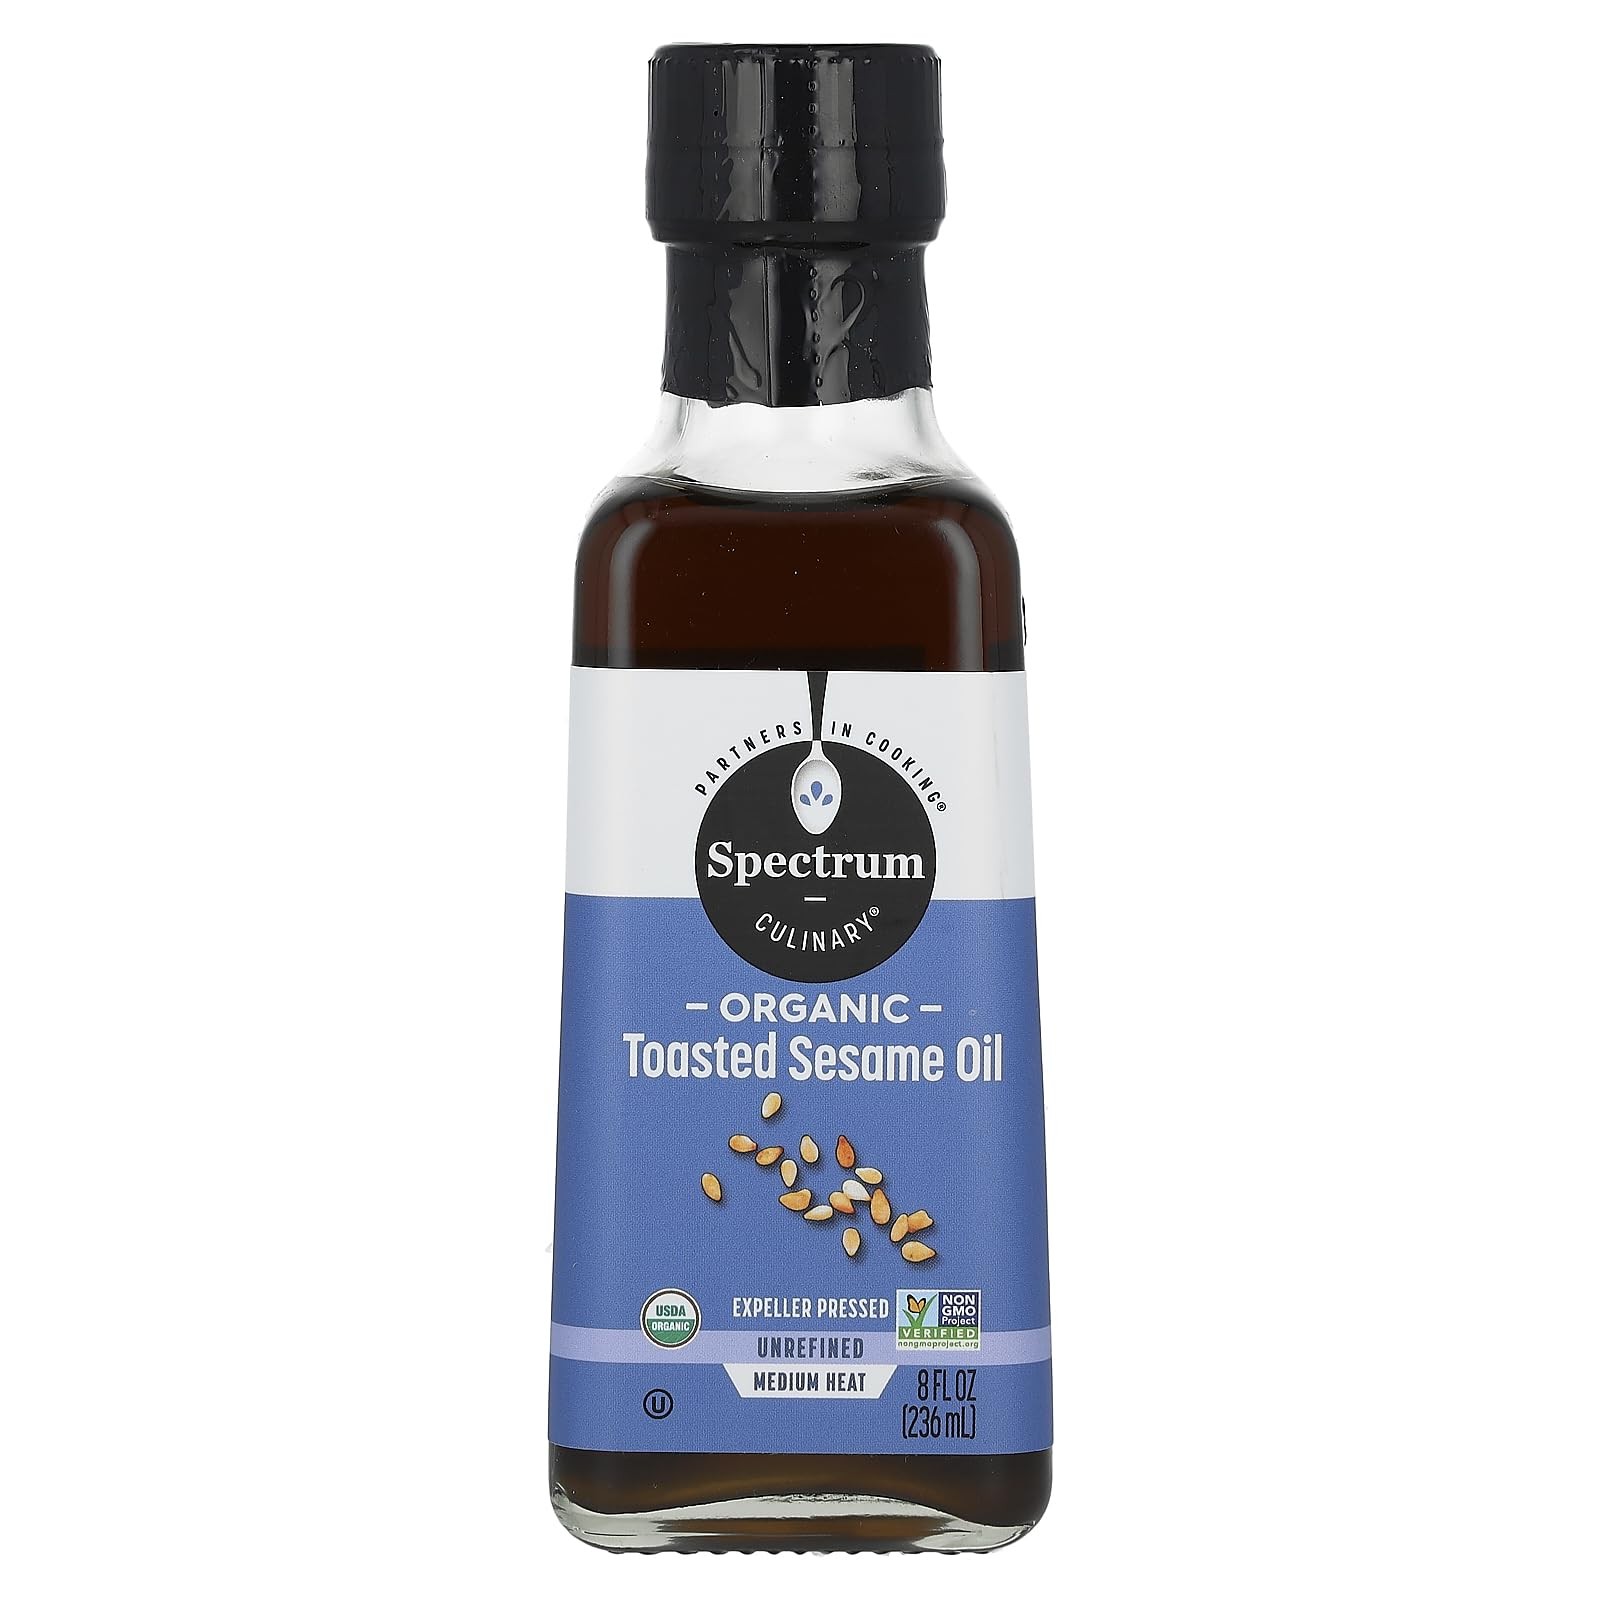 PARTNERS IN COOKING®
Spectrum
CULINARY®
- ORGANIC -
Toasted Sesame Oil
USDA
ORGANIC
EXPELLER PRESSED
UNREFINED
MEDIUM HEAT
NON
GMO
Project
VERIFIED
nongmoproject.org
U
8 FL OZ
(236 mL)